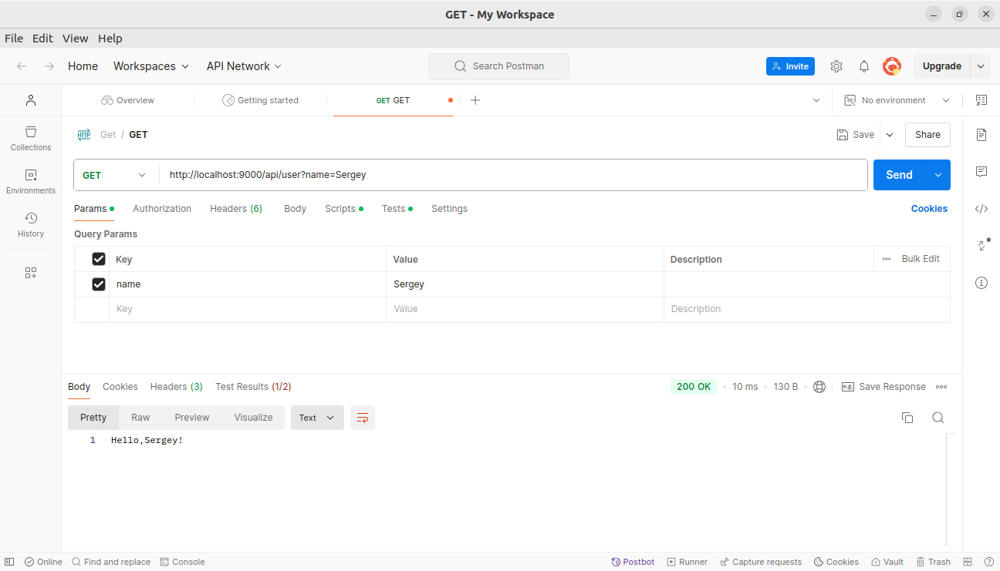 GET - My Workspace
File Edit View Help
Home Workspaces API Network Search Postman Invite Upgrade
Overview Getting started GET GET No environment
HTTP Get / GET Save Share
GET http://localhost:9000/api/user?name=Sergey Send
Params Authorization Headers (6) Body Scripts Tests Settings Cookies
Collections
Environments
History
Query Params
Key Value Description Bulk Edit
name Sergey
Key Value Description
Body Cookies Headers (3) Test Results (1/2) 200 OK 10 ms 130 B e.g. Save Response
Pretty Raw Preview Visualize Text
1 Hello,Sergey!
Online Find and replace Console Postbot Runner Capture requests Cookies Vault Trash